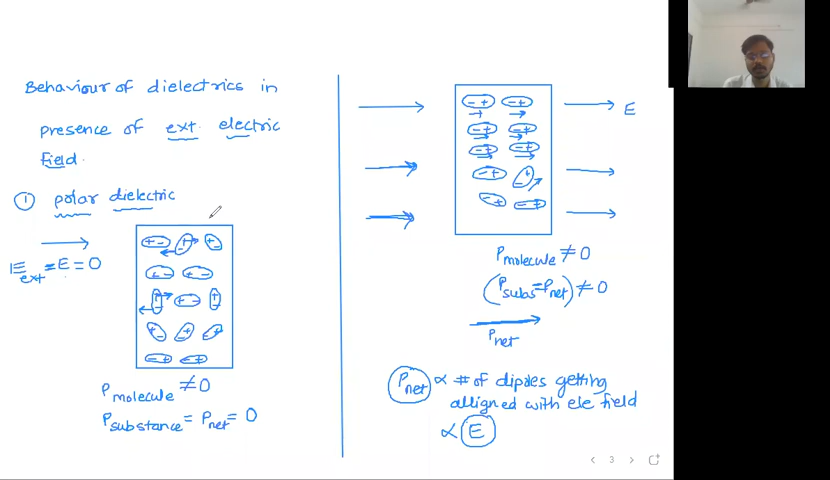 Behaviour of dielectrics in
presence of ext. electric
field.
① polar dielectric
E_ext = E = 0
P_molecule ≠ 0
P_substance = P_net = 0
E
P_molecule ≠ 0
(P_subs = P_net) ≠ 0
P_net
P_net ∝ # of dipoles getting
alligned with ele field
∝ E
3